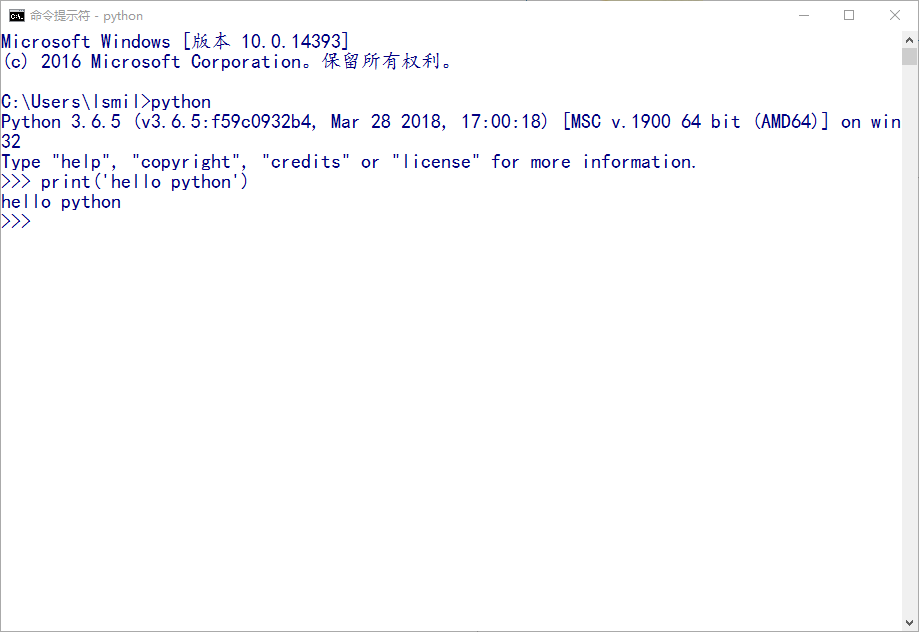 命令提示符 - python
Microsoft Windows [版本 10.0.14393]
(c) 2016 Microsoft Corporation。保留所有权利。
C:\Users\lsmil>python
Python 3.6.5 (v3.6.5:f59c0932b4, Mar 28 2018, 17:00:18) [MSC v.1900 64 bit (AMD64)] on win
32
Type "help", "copyright", "credits" or "license" for more information.
>>> print('hello python')
hello python
>>>